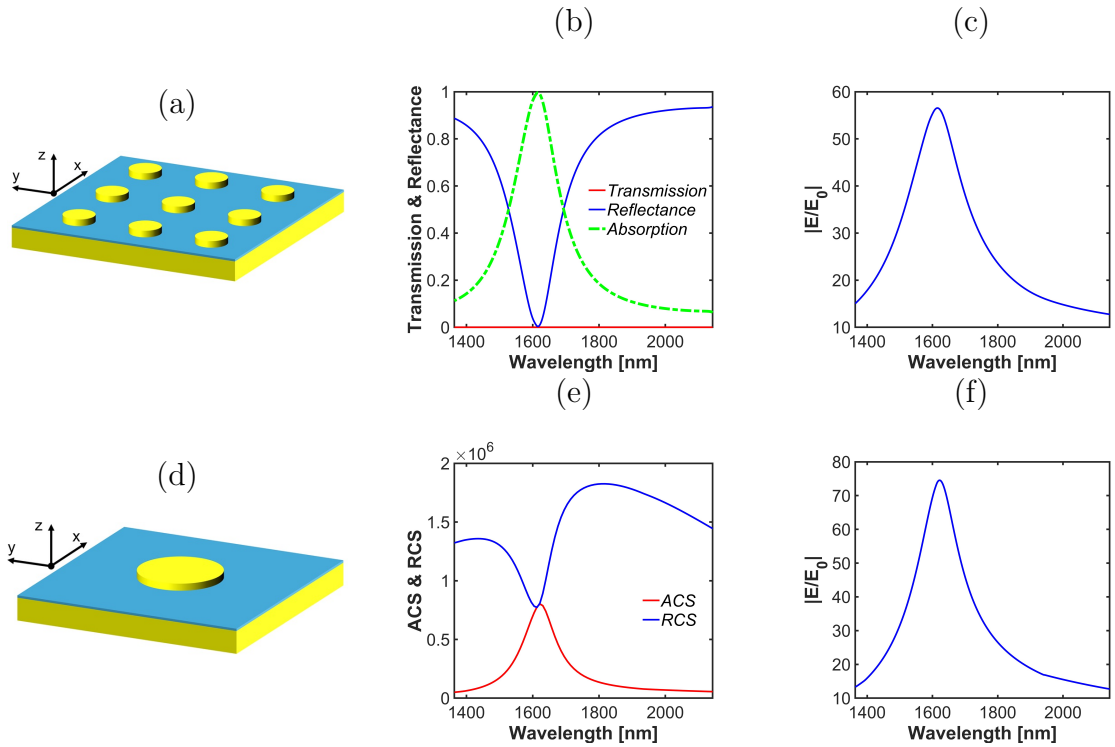 (a)
z
x
y
(b)
Transmission & Reflectance
1
0.8
0.6
0.4
0.2
0
Transmission
Reflectance
Absorption
1400 1600 1800 2000
Wavelength [nm]
(c)
|E/E0|
60
50
40
30
20
10
1400 1600 1800 2000
Wavelength [nm]
(d)
z
x
y
(e)
×10⁶
ACS & RCS
2
1.5
1
0.5
0
ACS
RCS
1400 1600 1800 2000
Wavelength [nm]
(f)
|E/E0|
80
70
60
50
40
30
20
10
1400 1600 1800 2000
Wavelength [nm]